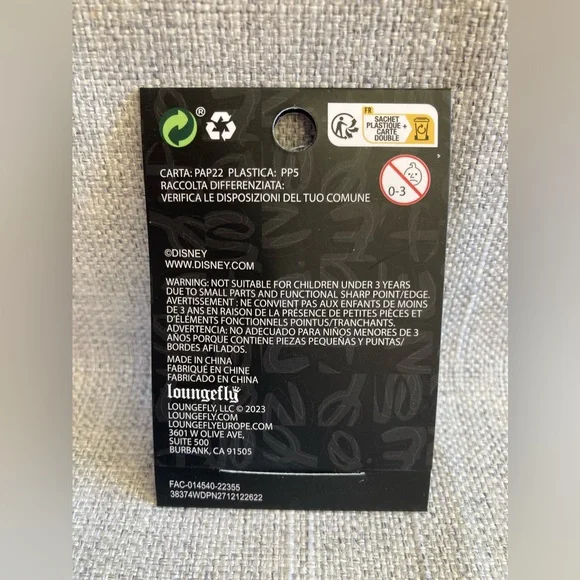 ®
FR
SACHET
PLASTIQUE +
CARTE
DOUBLE
0-3
CARTA: PAP22 PLASTICA: PP5
RACCOLTA DIFFERENZIATA:
VERIFICA LE DISPOSIZIONI DEL TUO COMUNE
©DISNEY
WWW.DISNEY.COM
WARNING: NOT SUITABLE FOR CHILDREN UNDER 3 YEARS
DUE TO SMALL PARTS AND FUNCTIONAL SHARP POINT/EDGE.
AVERTISSEMENT : NE CONVIENT PAS AUX ENFANTS DE MOINS
DE 3 ANS EN RAISON DE LA PRÉSENCE DE PETITES PIÈCES ET
D'ÉLÉMENTS FONCTIONNELS POINTUS/TRANCHANTS.
ADVERTENCIA: NO ADECUADO PARA NIÑOS MENORES DE 3
AÑOS PORQUE CONTIENE PIEZAS PEQUEÑAS Y PUNTAS/
BORDES AFILADOS.
MADE IN CHINA
FABRIQUÉ EN CHINE
FABRICADO EN CHINA
loungefly
LOUNGEFLY, LLC © 2023
LOUNGEFLY.COM
LOUNGEFLYEUROPE.COM
3601 W OLIVE AVE,
SUITE 500
BURBANK, CA 91505
FAC-014540-22355
38374WDPN2712122622